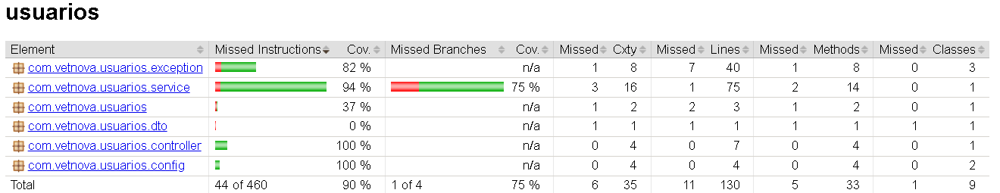 usuarios
Element Missed Instructions Cov. Missed Branches Cov. Missed Cxty Missed Lines Missed Methods Missed Classes
com.vetnova.usuarios.exception 82 % n/a 1 8 7 40 1 8 0 3
com.vetnova.usuarios.service 94 % 75 % 3 16 1 75 2 14 0 1
com.vetnova.usuarios 37 % n/a 1 2 2 3 1 2 0 1
com.vetnova.usuarios.dto 0 % n/a 1 1 1 1 1 1 1 1
com.vetnova.usuarios.controller 100 % n/a 0 4 0 7 0 4 0 1
com.vetnova.usuarios.config 100 % n/a 0 4 0 4 0 4 0 2
Total 44 of 460 90 % 1 of 4 75 % 6 35 11 130 5 33 1 9